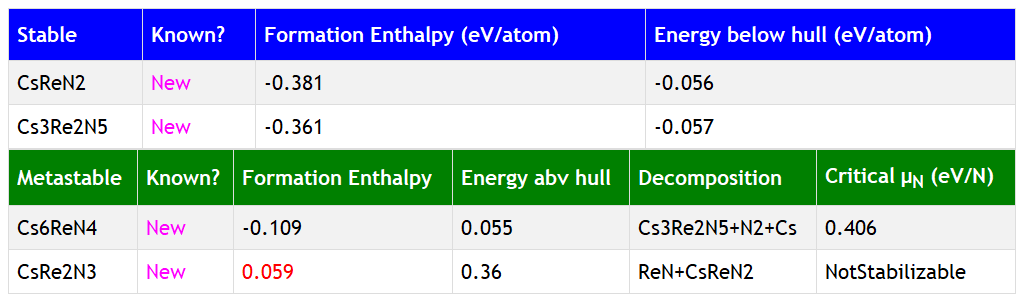 Stable Known? Formation Enthalpy (eV/atom) Energy below hull (eV/atom)
CsReN2 New -0.381 -0.056
Cs3Re2N5 New -0.361 -0.057
Metastable Known? Formation Enthalpy Energy abv hull Decomposition Critical μN (eV/N)
Cs6ReN4 New -0.109 0.055 Cs3Re2N5+N2+Cs 0.406
CsRe2N3 New 0.059 0.36 ReN+CsReN2 NotStabilizable